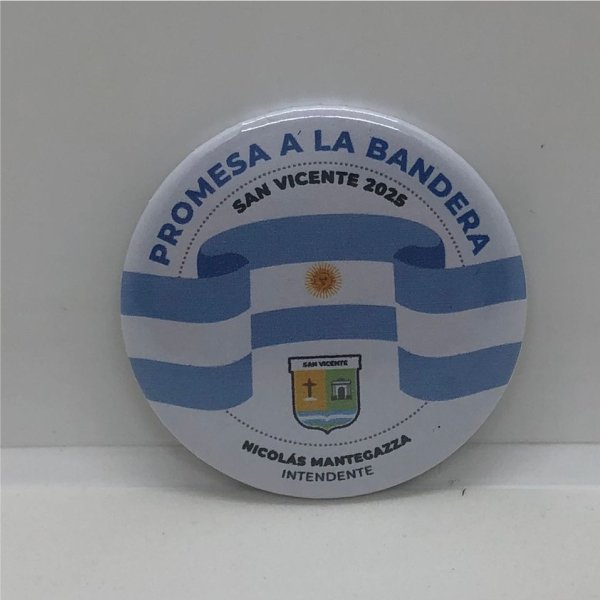 PROMESA A LA BANDERA
SAN VICENTE 2025
SAN VICENTE
NICOLÁS MANTEGAZZA
INTENDENTE